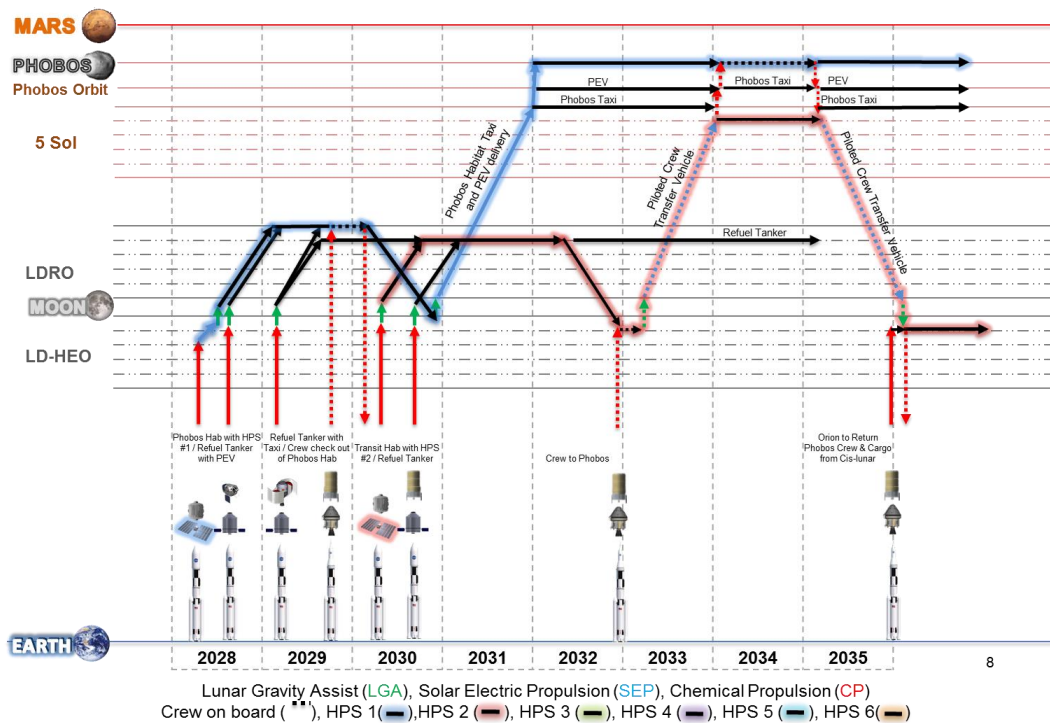 MARS
PHOBOS
Phobos Orbit
5 Sol
LDRO
MOON
LD-HEO
EARTH
PEV
Phobos Taxi
Phobos Taxi
PEV
Phobos Taxi
Phobos Habitat Taxi
and PEV delivery
Piloted Crew
Transfer Vehicle
Piloted Crew Transfer Vehicle
Refuel Tanker
Phobos Hab with HPS
#1 / Refuel Tanker
with PEV
Refuel Tanker with
Taxi / Crew check out
of Phobos Hab
Transit Hab with HPS
#2 / Refuel Tanker
Crew to Phobos
Orion to Return
Phobos Crew & Cargo
from Cis-lunar
2028 2029 2030 2031 2032 2033 2034 2035
8
Lunar Gravity Assist (LGA), Solar Electric Propulsion (SEP), Chemical Propulsion (CP)
Crew on board ( ), HPS 1( ),HPS 2 ( ), HPS 3 ( ), HPS 4 ( ), HPS 5( ), HPS 6( )